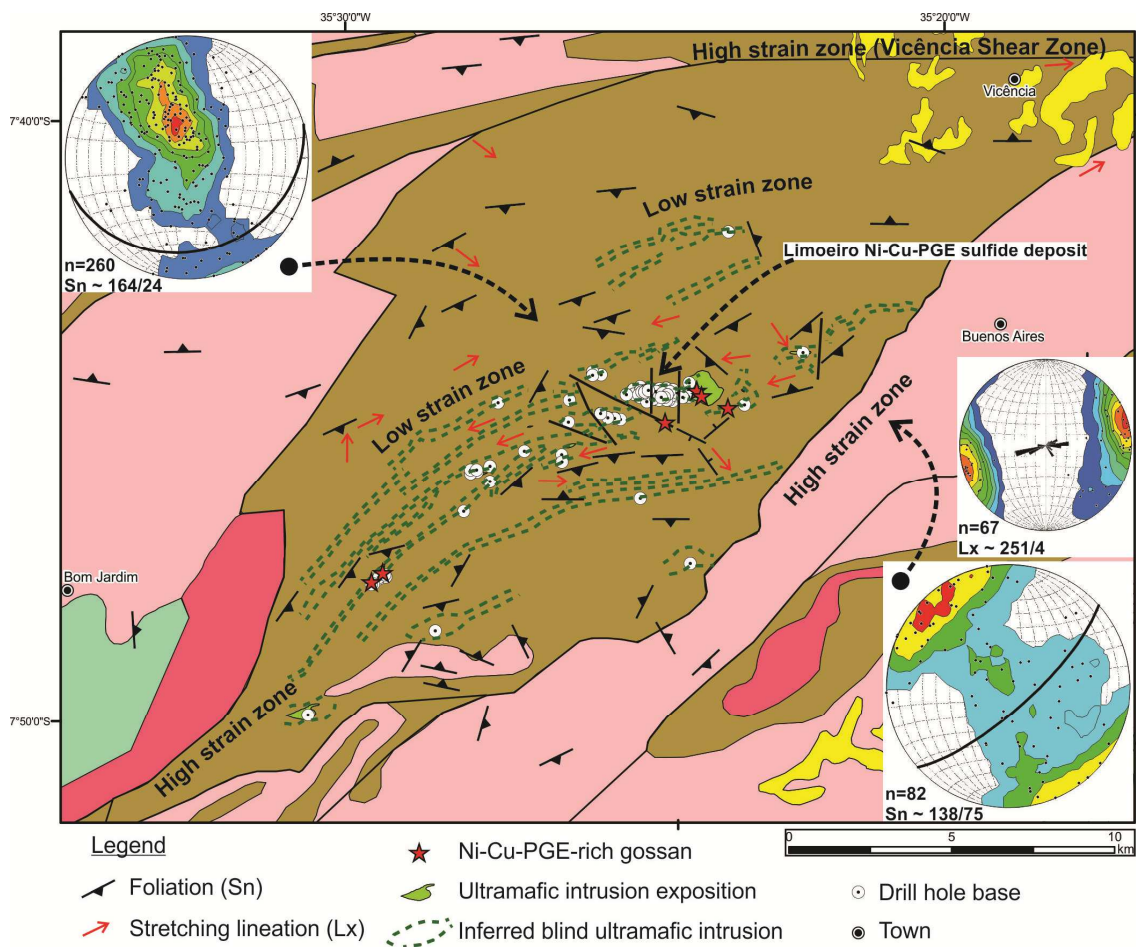 35°30'0"W
35°20'0"W
High strain zone (Vicência Shear Zone)
Vicência
7°40'0"S
Low strain zone
Limoeiro Ni-Cu-PGE sulfide deposit
n=260
Sn ~ 164/24
Buenos Aires
Low strain zone
High strain zone
n=67
Lx ~ 251/4
Bom Jardim
High strain zone
7°50'0"S
n=82
Sn ~ 138/75
0 5 10
km
Legend
Ni-Cu-PGE-rich gossan
Foliation (Sn)
Ultramafic intrusion exposition
Drill hole base
Stretching lineation (Lx)
Inferred blind ultramafic intrusion
Town